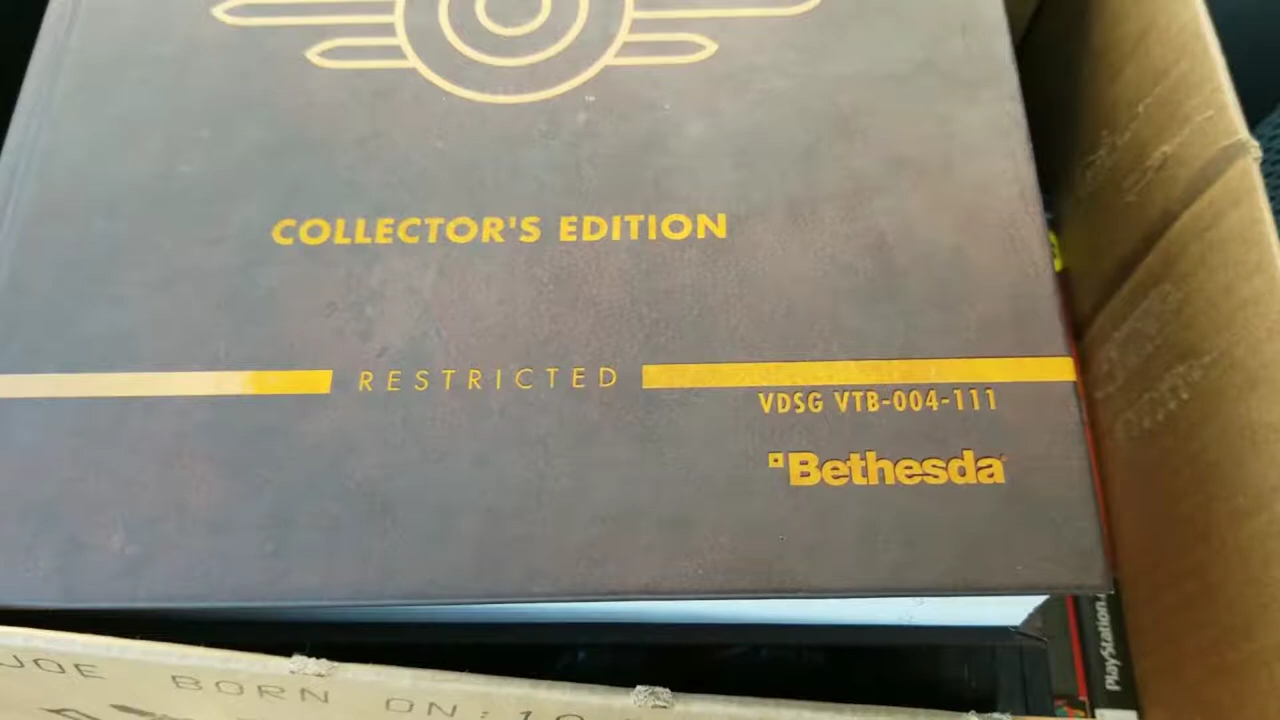 COLLECTOR'S EDITION
RESTRICTED
VDSG VTB-004-111
Bethesda
PlayStation
JOE BORN ON: